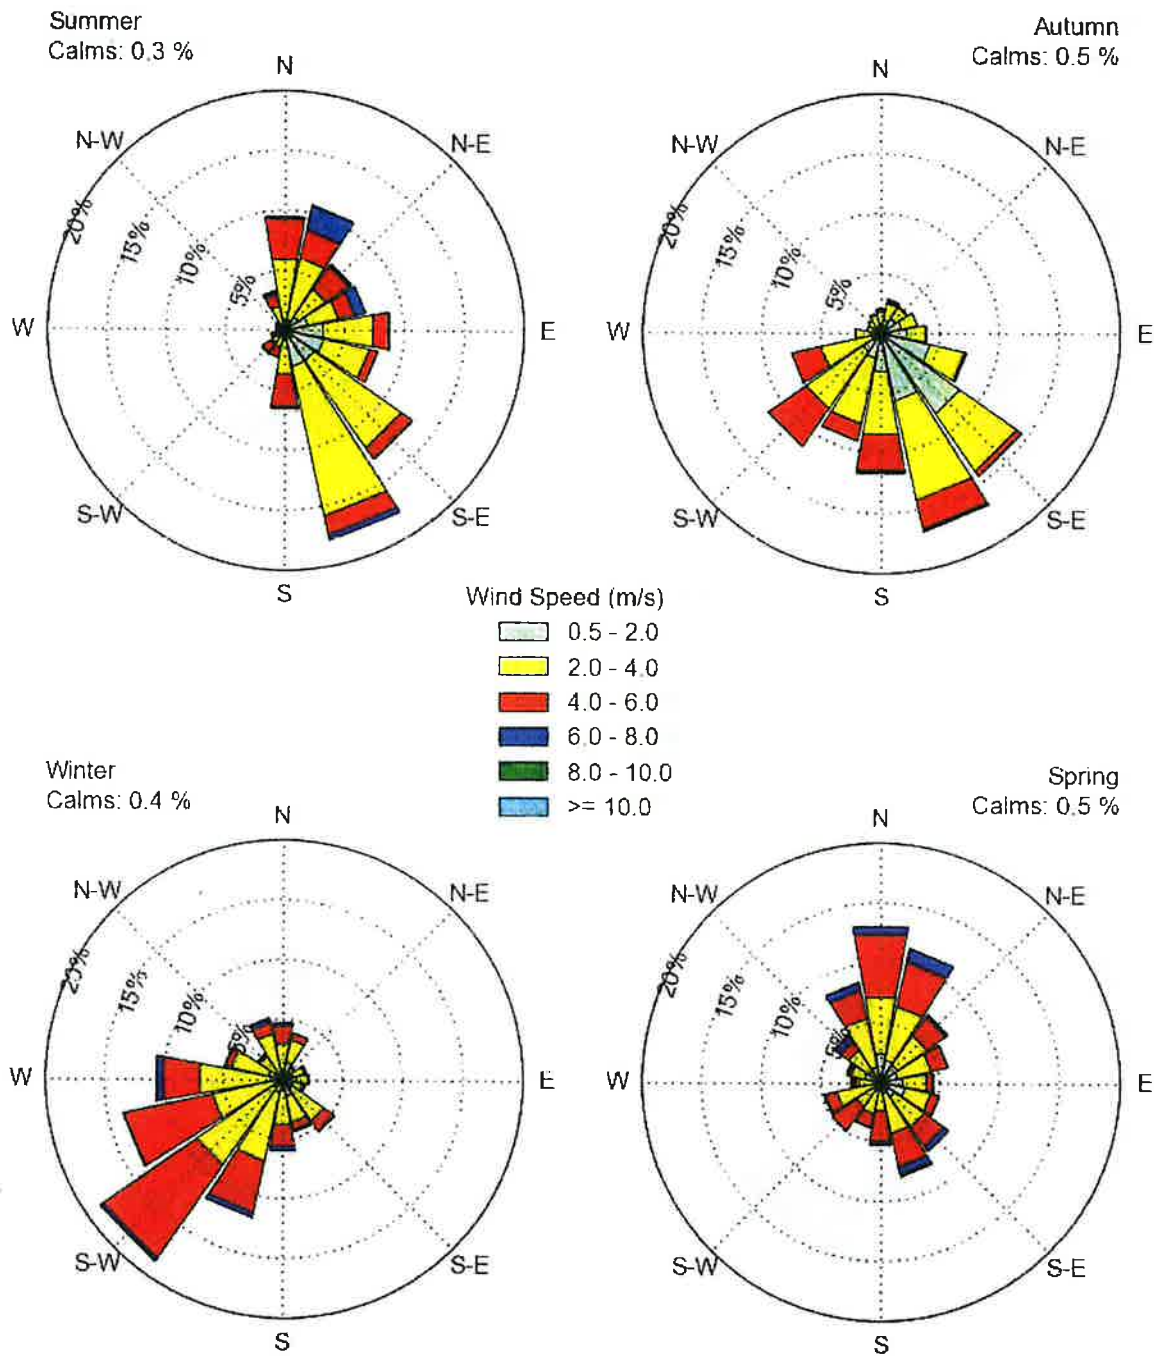 Summer
Calms: 0.3 %
N
N-W
N-E
20%
15%
10%
5%
W
E
S-W
S-E
S
Autumn
Calms: 0.5 %
N
N-W
N-E
20%
15%
10%
5%
W
E
S-W
S-E
S
Wind Speed (m/s)
0.5 - 2.0
2.0 - 4.0
4.0 - 6.0
6.0 - 8.0
8.0 - 10.0
>= 10.0
Winter
Calms: 0.4 %
N
N-W
N-E
20%
15%
10%
5%
W
E
S-W
S-E
S
Spring
Calms: 0.5 %
N
N-W
N-E
20%
15%
10%
5%
W
E
S-W
S-E
S